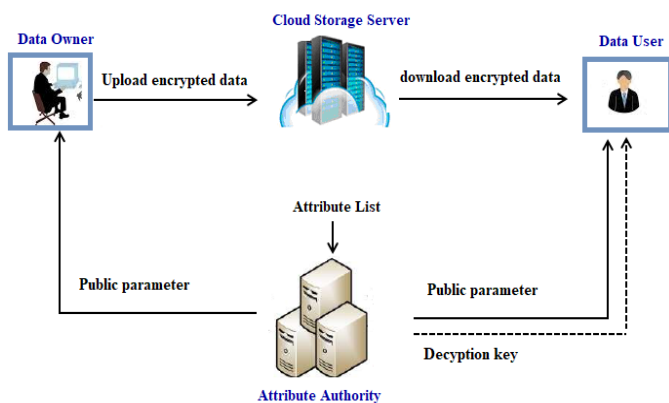 Cloud Storage Server
Data Owner
Data User
Upload encrypted data
download encrypted data
Attribute List
Public parameter
Public parameter
Decyption key
Attribute Authority